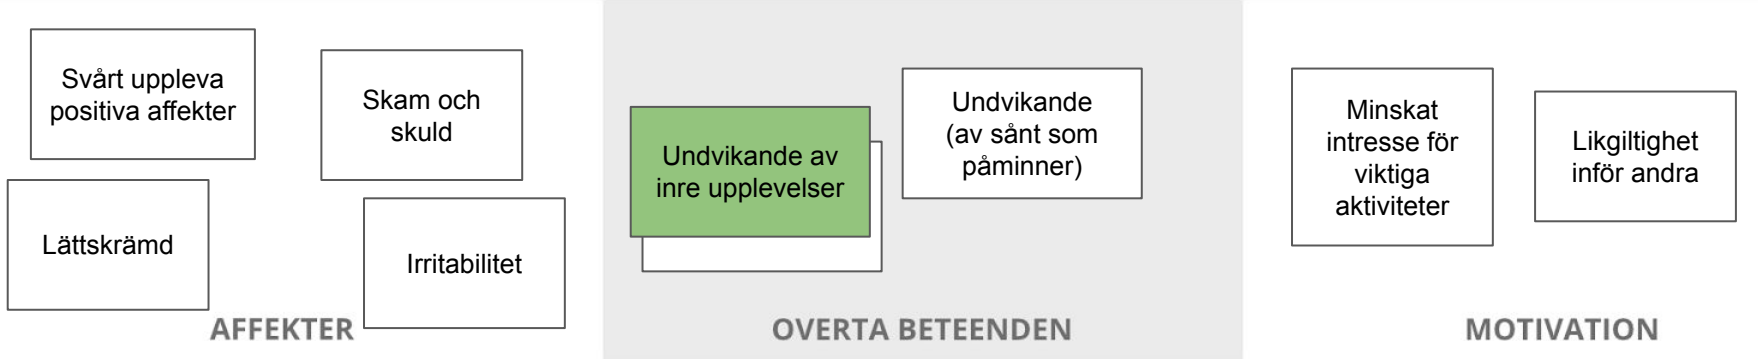 Svårt uppleva
positiva affekter
Skam och
skuld
Lättskrämd
Irritabilitet
AFFEKTER
Undvikande av
inre upplevelser
Undvikande
(av sånt som
påminner)
OVERTA BETEENDEN
Minskat
intresse för
viktiga
aktiviteter
Likgiltighet
inför andra
MOTIVATION